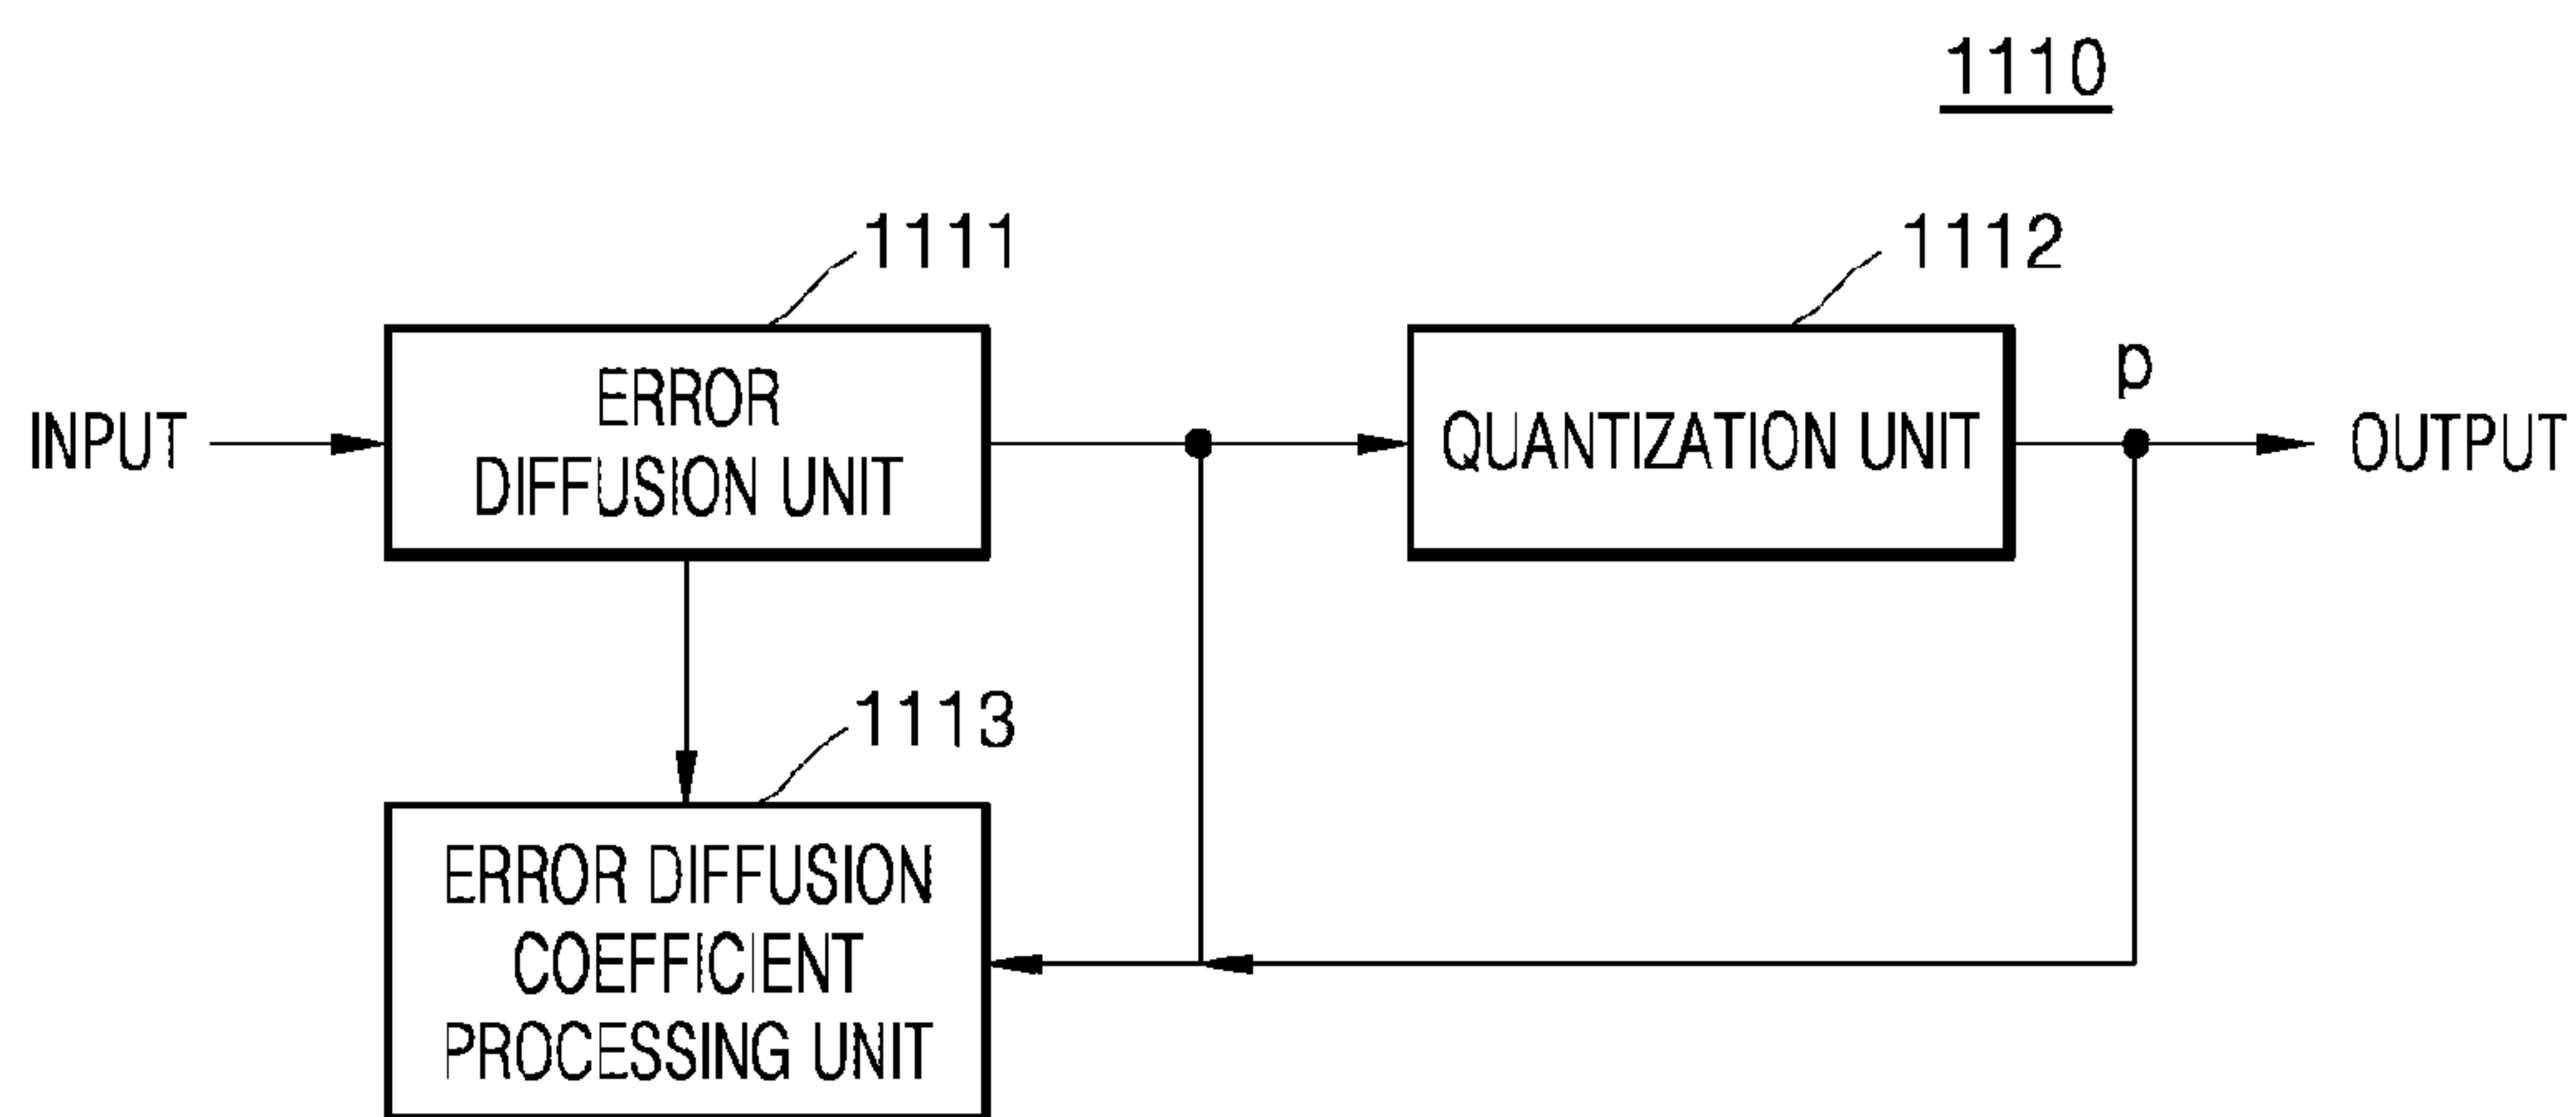 1110
1111
1112
INPUT
ERROR
DIFFUSION UNIT
QUANTIZATION UNIT
p
OUTPUT
1113
ERROR DIFFUSION
COEFFICIENT
PROCESSING UNIT